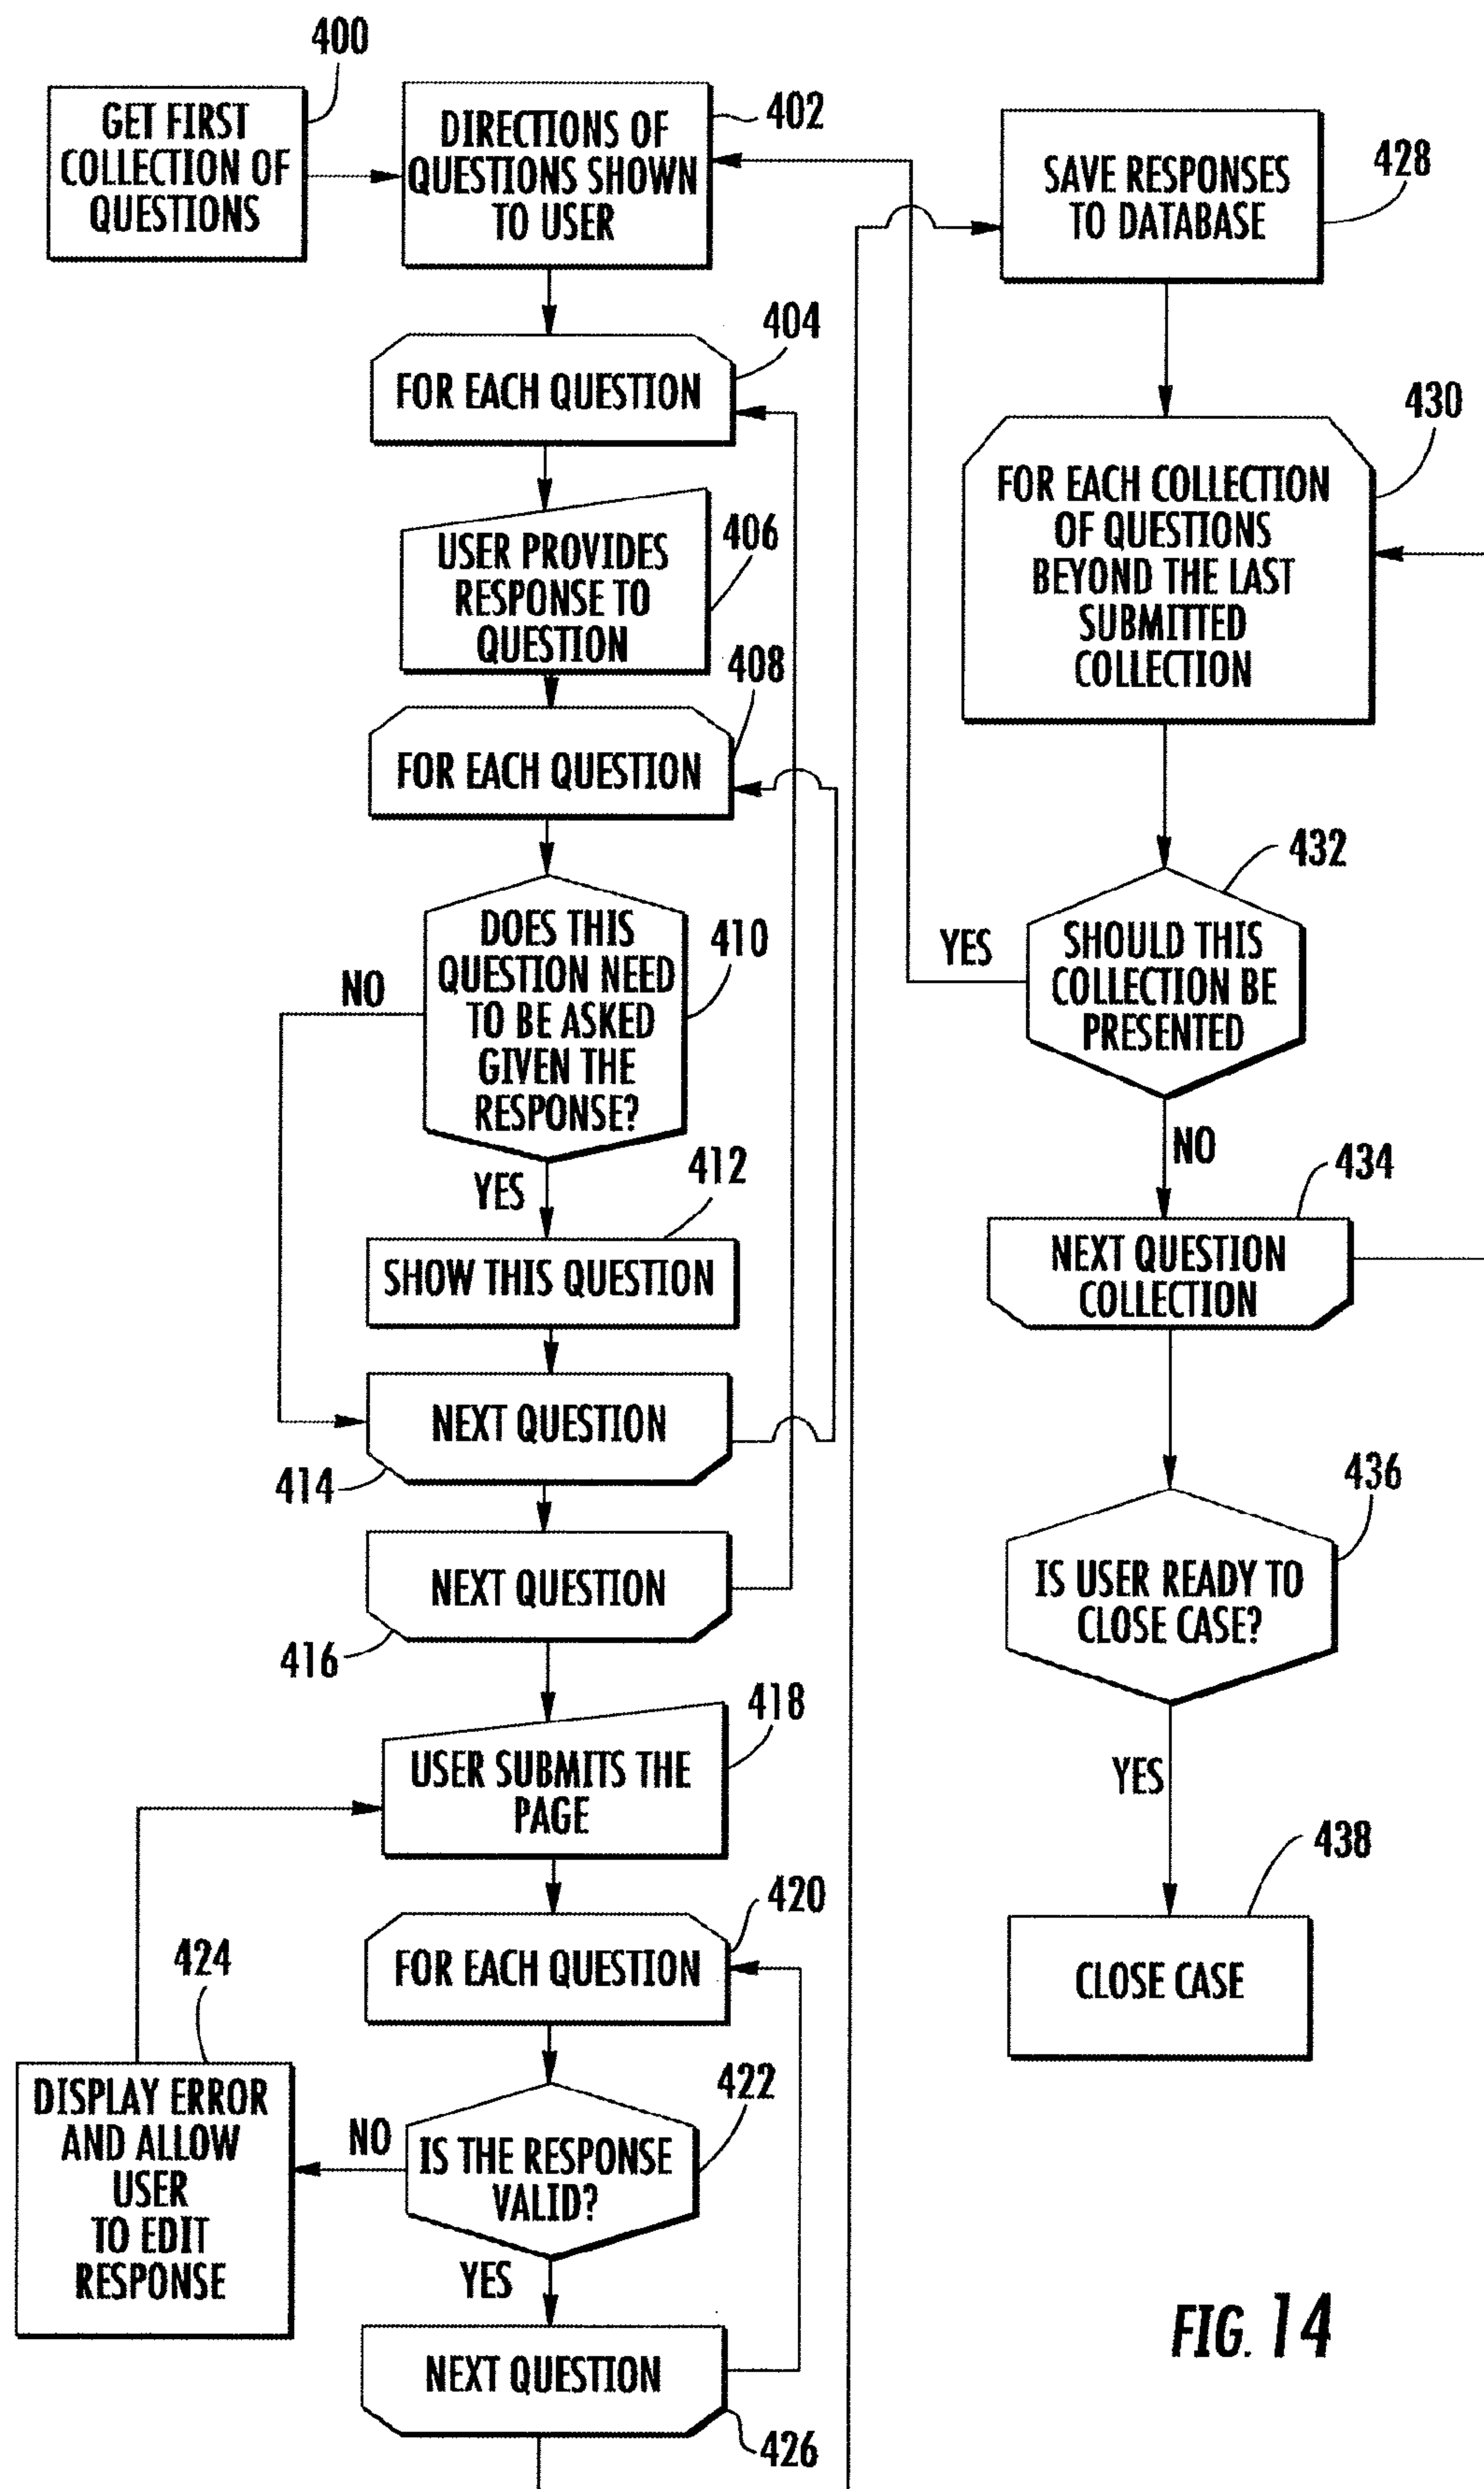 400
GET FIRST
COLLECTION OF
QUESTIONS
DIRECTIONS OF
QUESTIONS SHOWN
TO USER
402
FOR EACH QUESTION
404
USER PROVIDES
RESPONSE TO
QUESTION
406
FOR EACH QUESTION
408
DOES THIS
QUESTION NEED
TO BE ASKED
GIVEN THE
RESPONSE?
410
NO
YES
412
SHOW THIS QUESTION
NEXT QUESTION
414
NEXT QUESTION
416
USER SUBMITS THE
PAGE
418
FOR EACH QUESTION
420
IS THE RESPONSE
VALID?
422
NO
424
DISPLAY ERROR
AND ALLOW
USER
TO EDIT
RESPONSE
YES
NEXT QUESTION
426
SAVE RESPONSES
TO DATABASE
428
FOR EACH COLLECTION
OF QUESTIONS
BEYOND THE LAST
SUBMITTED
COLLECTION
430
SHOULD THIS
COLLECTION BE
PRESENTED
432
YES
NO
NEXT QUESTION
COLLECTION
434
IS USER READY TO
CLOSE CASE?
436
YES
CLOSE CASE
438
FIG. 14